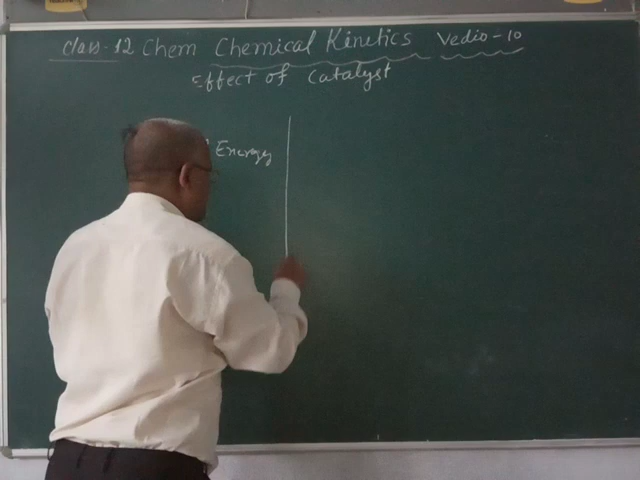 Class-12 Chem Chemical Kinetics Vedio-10
Effect of Catalyst
Energy